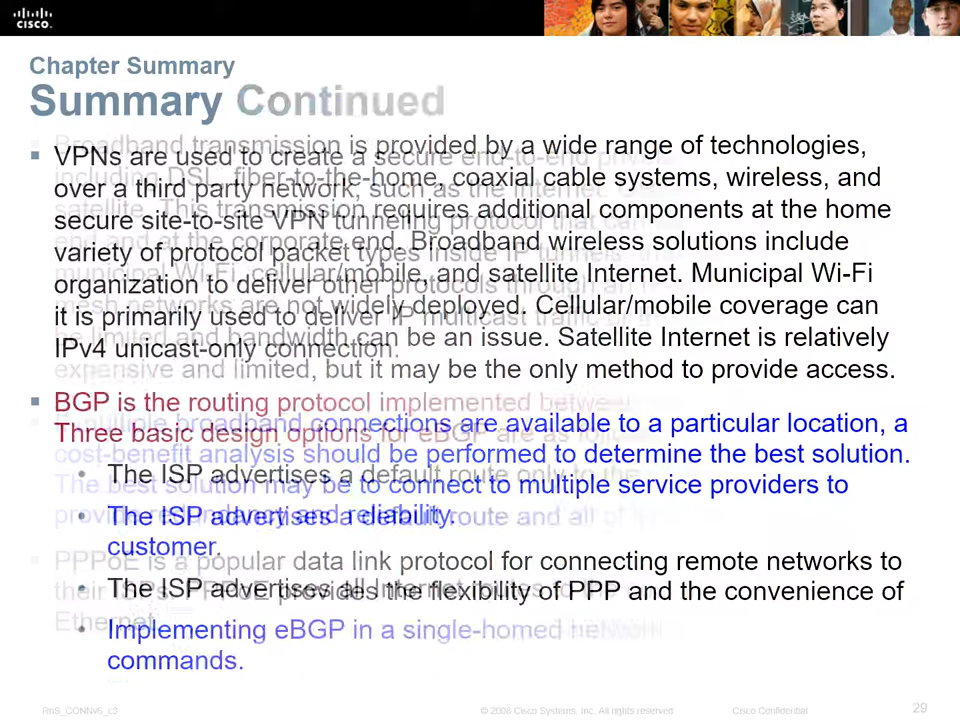 CISCO
Chapter Summary
Summary Continued
Broadband transmission is provided by a wide range of technologies,
including DSL, fiber-to-the-home, coaxial cable systems, wireless, and
satellite. This transmission requires additional components at the home
end and at the corporate end. Broadband wireless solutions include
municipal Wi-Fi, cellular/mobile, and satellite Internet. Municipal Wi-Fi
mesh networks are not widely deployed. Cellular/mobile coverage can
be limited and bandwidth can be an issue. Satellite Internet is relatively
expensive and limited, but it may be the only method to provide access.
multiple broadband connections are available to a particular location, a
cost-benefit analysis should be performed to determine the best solution.
The best solution may be to connect to multiple service providers to
provide redundancy and reliability.
PPPoE is a popular data link protocol for connecting remote networks to
their ISPs. PPPoE provides the flexibility of PPP and the convenience of
Ethernet.
VPNs are used to create a secure end-to-end
over a third party network, such as the Internet.
secure site-to-site VPN tunneling protocol that can
variety of protocol packet types inside IP tunnels,
organization to deliver other protocols through an
it is primarily used to deliver IP multicast traffic
IPv4 unicast-only connection.
BGP is the routing protocol implemented between
Three basic design options for eBGP are as follows
The ISP advertises a default route only to the
The ISP advertises a default route and all of
customer.
The ISP advertises all Internet routes to
Implementing eBGP in a single-homed network
commands.
RnS_CONNv6_c3
© 2006 Cisco Systems, Inc. All rights reserved
Cisco Confidential
29